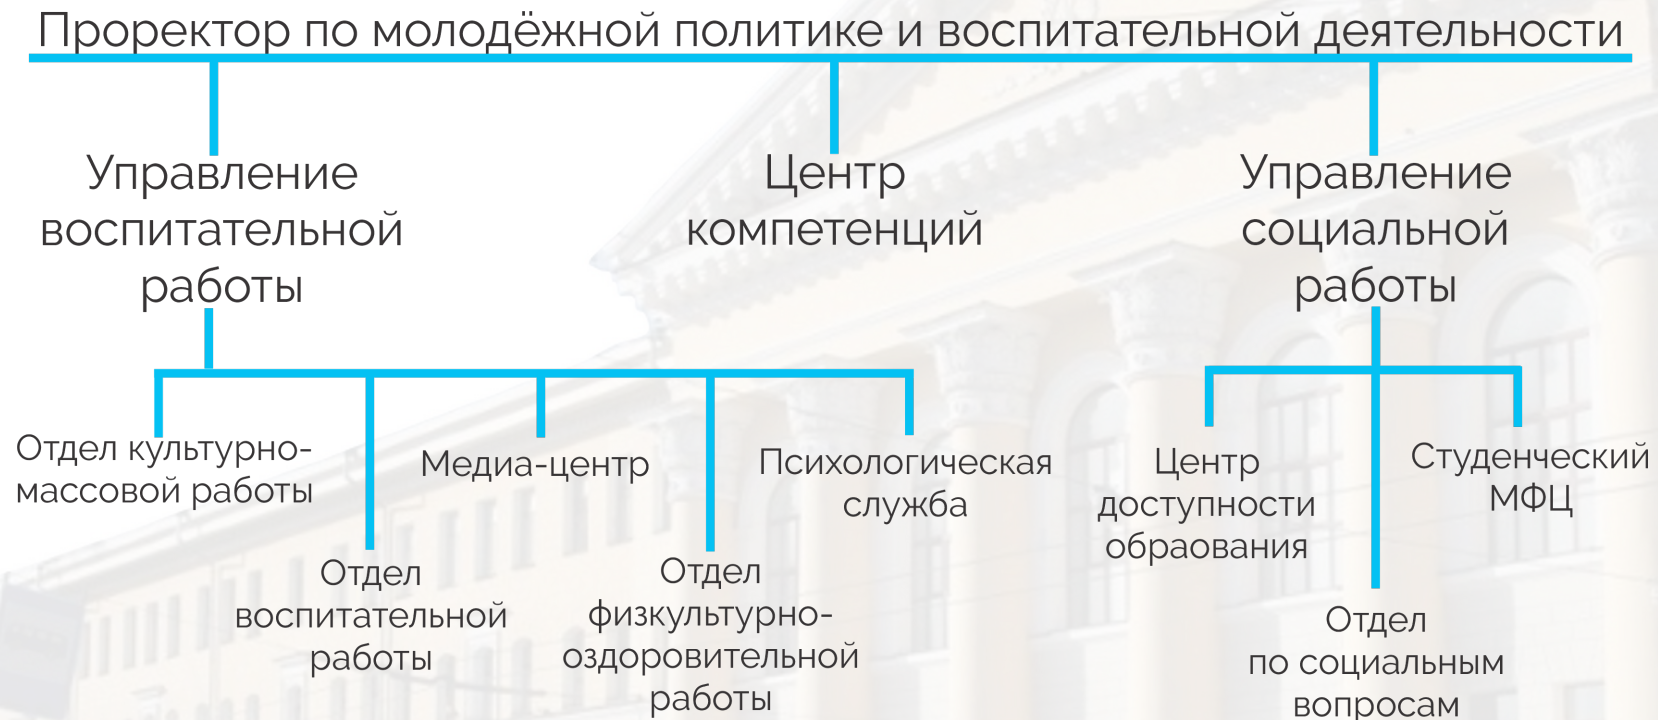 Проректор по молодёжной политике и воспитательной деятельности
Управление
воспитательной
работы
Центр
компетенций
Управление
социальной
работы
Отдел культурно-
массовой работы
Отдел
воспитательной
работы
Медиа-центр
Отдел
физкультурно-
оздоровительной
работы
Психологическая
служба
Центр
доступности
обраования
Отдел
по социальным
вопросам
Студенческий
МФЦ